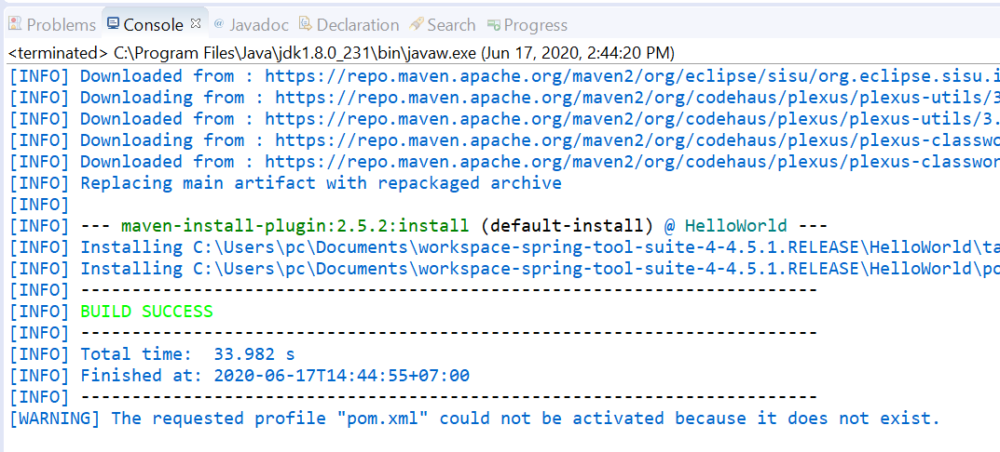 Problems Console @ Javadoc Declaration Search Progress
<terminated> C:\Program Files\Java\jdk1.8.0_231\bin\javaw.exe (Jun 17, 2020, 2:44:20 PM)
[INFO] Downloaded from : https://repo.maven.apache.org/maven2/org/eclipse/sisu/org.eclipse.sisu.i
[INFO] Downloading from : https://repo.maven.apache.org/maven2/org/codehaus/plexus/plexus-utils/3
[INFO] Downloaded from : https://repo.maven.apache.org/maven2/org/codehaus/plexus/plexus-utils/3.
[INFO] Downloading from : https://repo.maven.apache.org/maven2/org/codehaus/plexus/plexus-classwo
[INFO] Downloaded from : https://repo.maven.apache.org/maven2/org/codehaus/plexus/plexus-classwor
[INFO] Replacing main artifact with repackaged archive
[INFO]
[INFO] --- maven-install-plugin:2.5.2:install (default-install) @ HelloWorld ---
[INFO] Installing C:\Users\pc\Documents\workspace-spring-tool-suite-4-4.5.1.RELEASE\HelloWorld\ta
[INFO] Installing C:\Users\pc\Documents\workspace-spring-tool-suite-4-4.5.1.RELEASE\HelloWorld\po
[INFO] ------------------------------------------------------------------------
[INFO] BUILD SUCCESS
[INFO] ------------------------------------------------------------------------
[INFO] Total time:  33.982 s
[INFO] Finished at: 2020-06-17T14:44:55+07:00
[INFO] ------------------------------------------------------------------------
[WARNING] The requested profile "pom.xml" could not be activated because it does not exist.